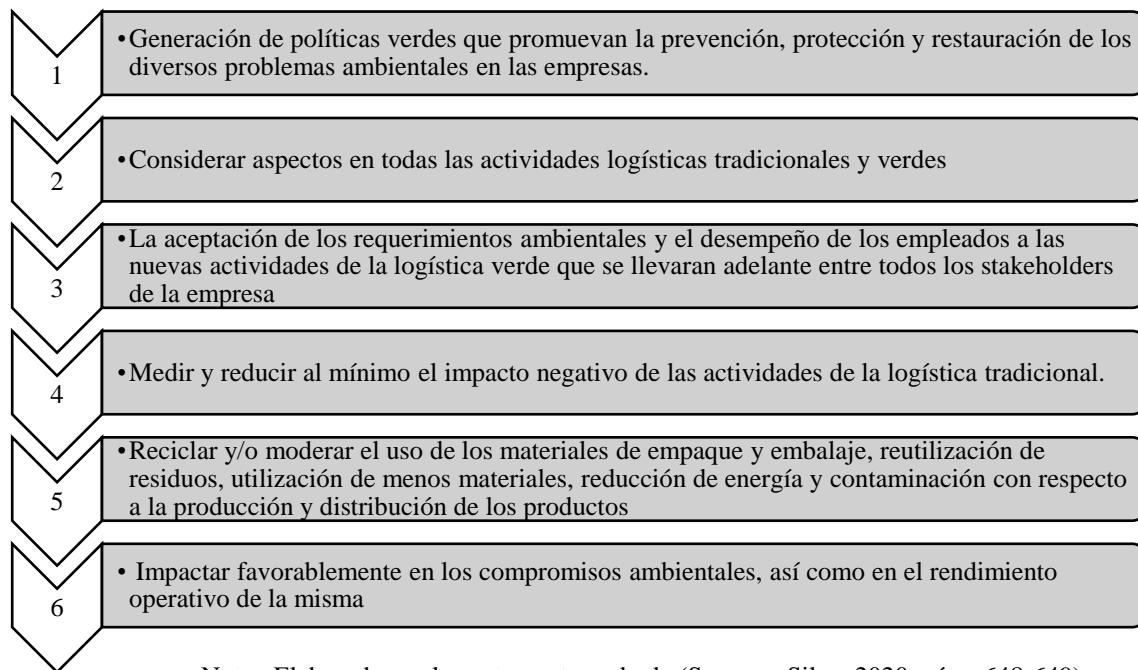 1
•Generación de políticas verdes que promuevan la prevención, protección y restauración de los
diversos problemas ambientales en las empresas.
2
•Considerar aspectos en todas las actividades logísticas tradicionales y verdes
3
•La aceptación de los requerimientos ambientales y el desempeño de los empleados a las
nuevas actividades de la logística verde que se llevaran adelante entre todos los stakeholders
de la empresa
4
•Medir y reducir al mínimo el impacto negativo de las actividades de la logística tradicional.
5
•Reciclar y/o moderar el uso de los materiales de empaque y embalaje, reutilización de
residuos, utilización de menos materiales, reducción de energía y contaminación con respecto
a la producción y distribución de los productos
6
• Impactar favorablemente en los compromisos ambientales, así como en el rendimiento
operativo de la misma